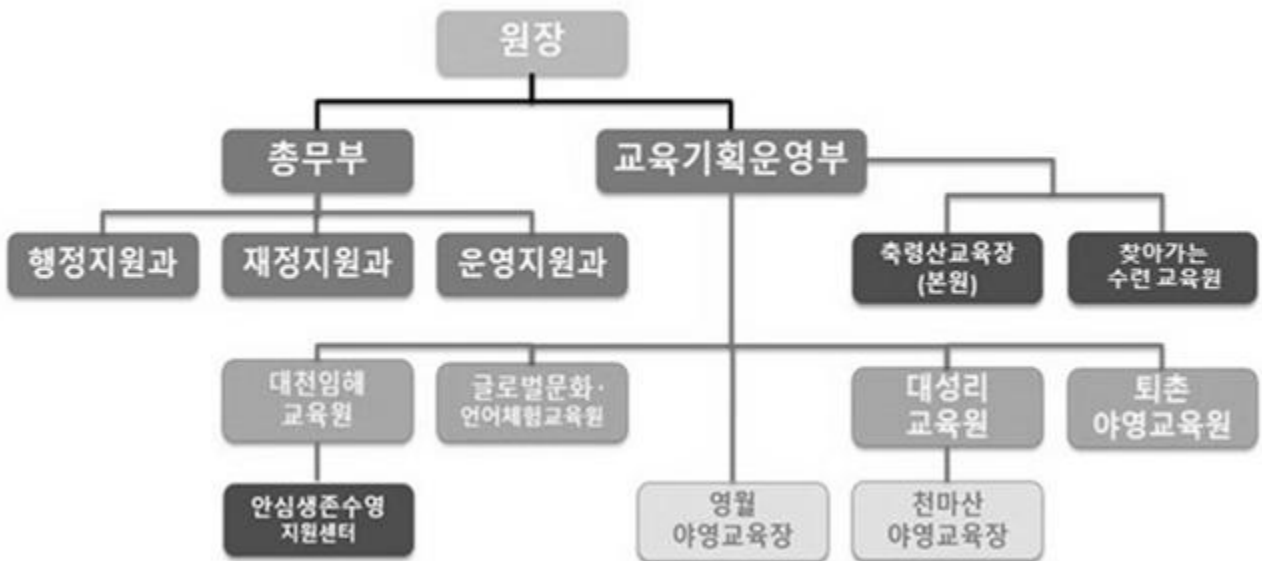 원장
총무부
교육기획운영부
행정지원과
재정지원과
운영지원과
축령산교육장
(본원)
찾아가는
수련 교육원
대천임해
교육원
글로벌문화·
언어체험교육원
대성리
교육원
퇴촌
야영교육원
안심생존수영
지원센터
영월
야영교육장
천마산
야영교육장